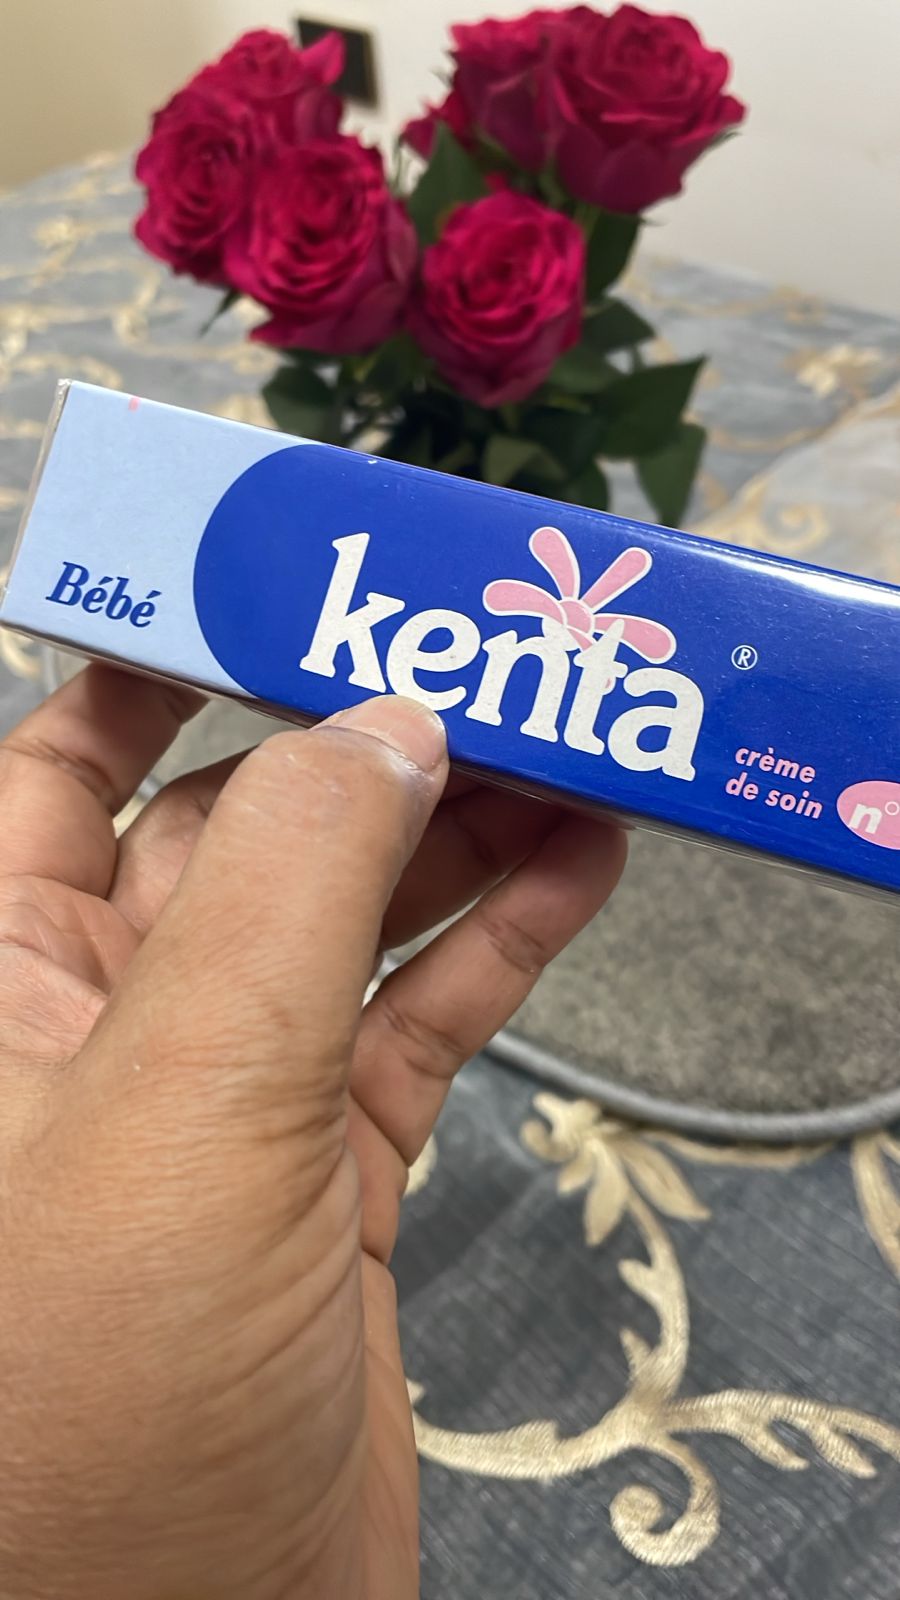 Bébé
kenta ®
crème
de soin
n°